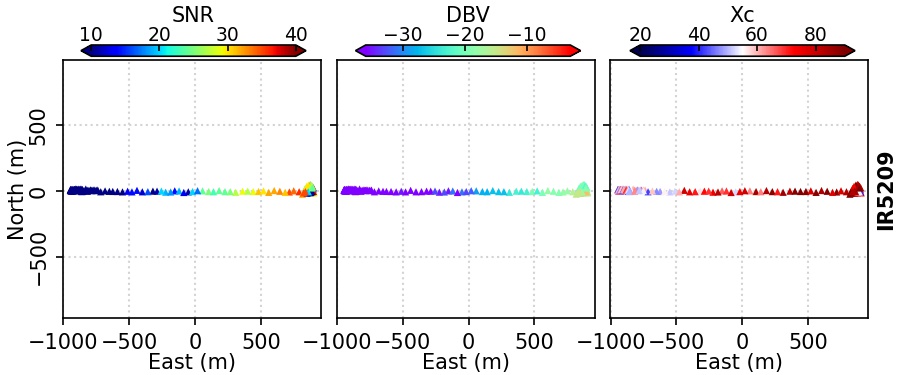 SNR DBV Xc
10 20 30 40 −30 −20 −10 20 40 60 80
North (m)
500
0
−500
−1000 −500 0 500 −1000 −500 0 500 −1000 −500 0 500
East (m) East (m) East (m)
IR5209